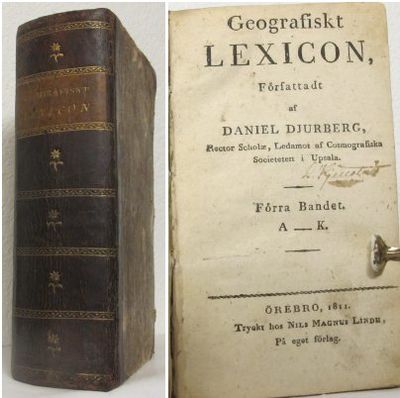 LEXICON
Geografiskt
LEXICON,
Författadt
af
DANIEL DJURBERG,
Rector Scholæ, Ledamot af Cosmografiska
Societeten i Upsala.
Förra Bandet.
A — K.
ÖREBRO, 1811.
Tryckt hos NILS MAGNUS LINDH,
På eget förlag.